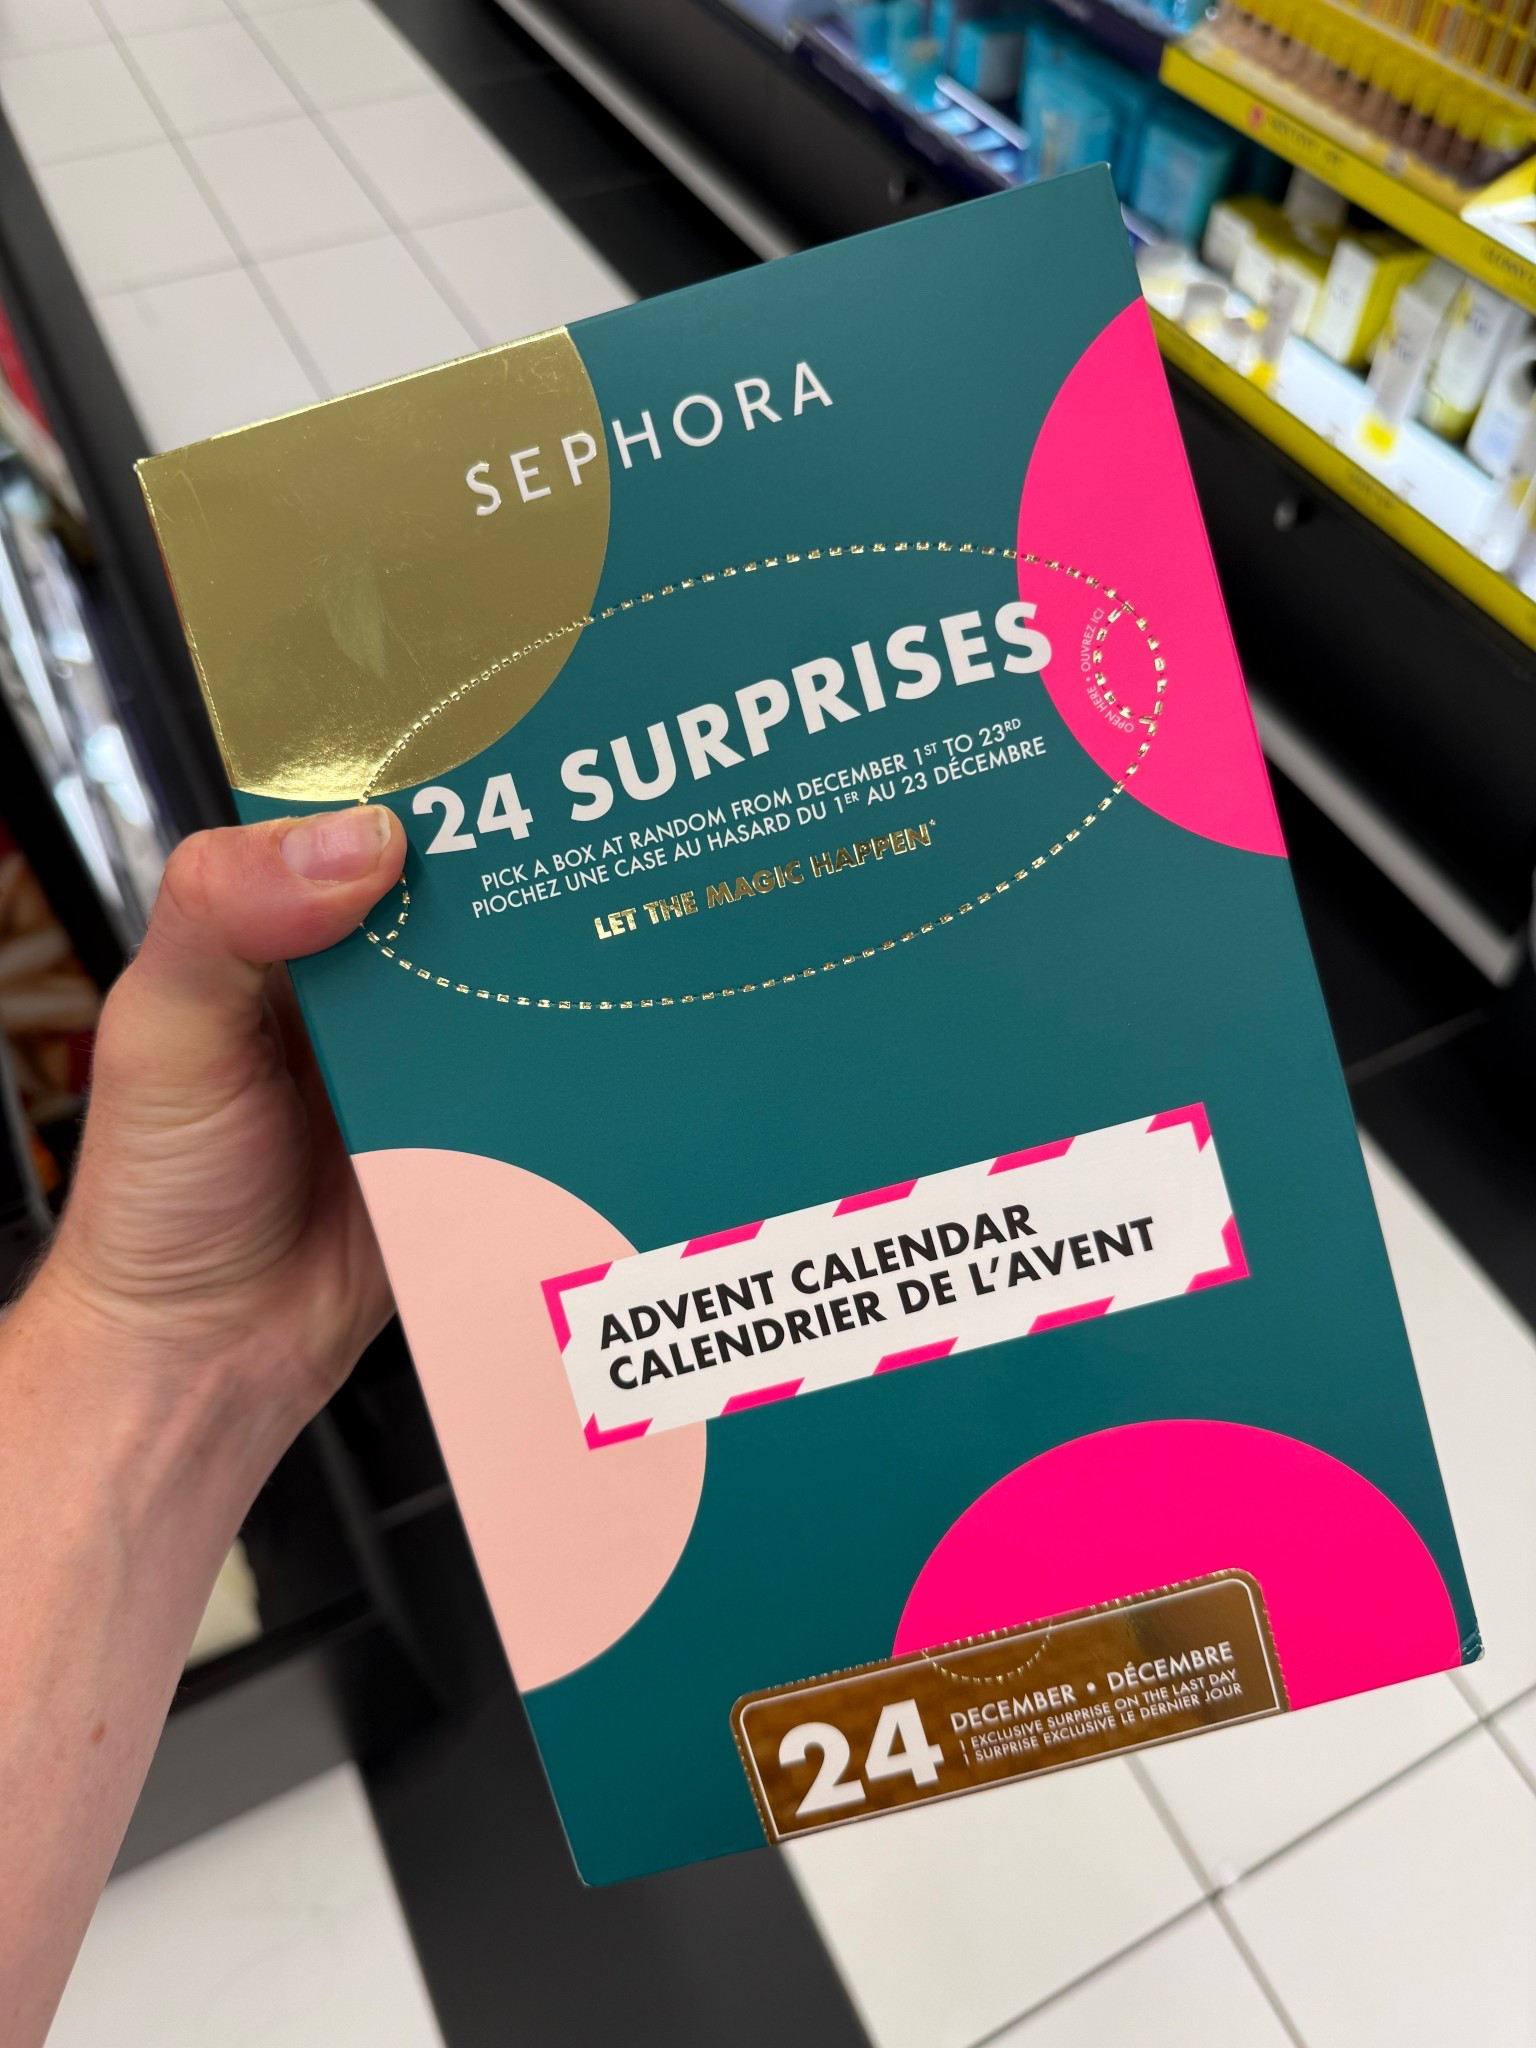 SEPHORA
24 SURPRISES
PICK A BOX AT RANDOM FROM DECEMBER 1ST TO 23RD
PIOCHEZ UNE CASE AU HASARD DU 1ER AU 23 DÉCEMBRE
LET THE MAGIC HAPPEN*
OPEN HERE • OUVREZ ICI
ADVENT CALENDAR
CALENDRIER DE L'AVENT
24
DECEMBER • DÉCEMBRE
1 EXCLUSIVE SURPRISE ON THE LAST DAY
1 SURPRISE EXCLUSIVE LE DERNIER JOUR